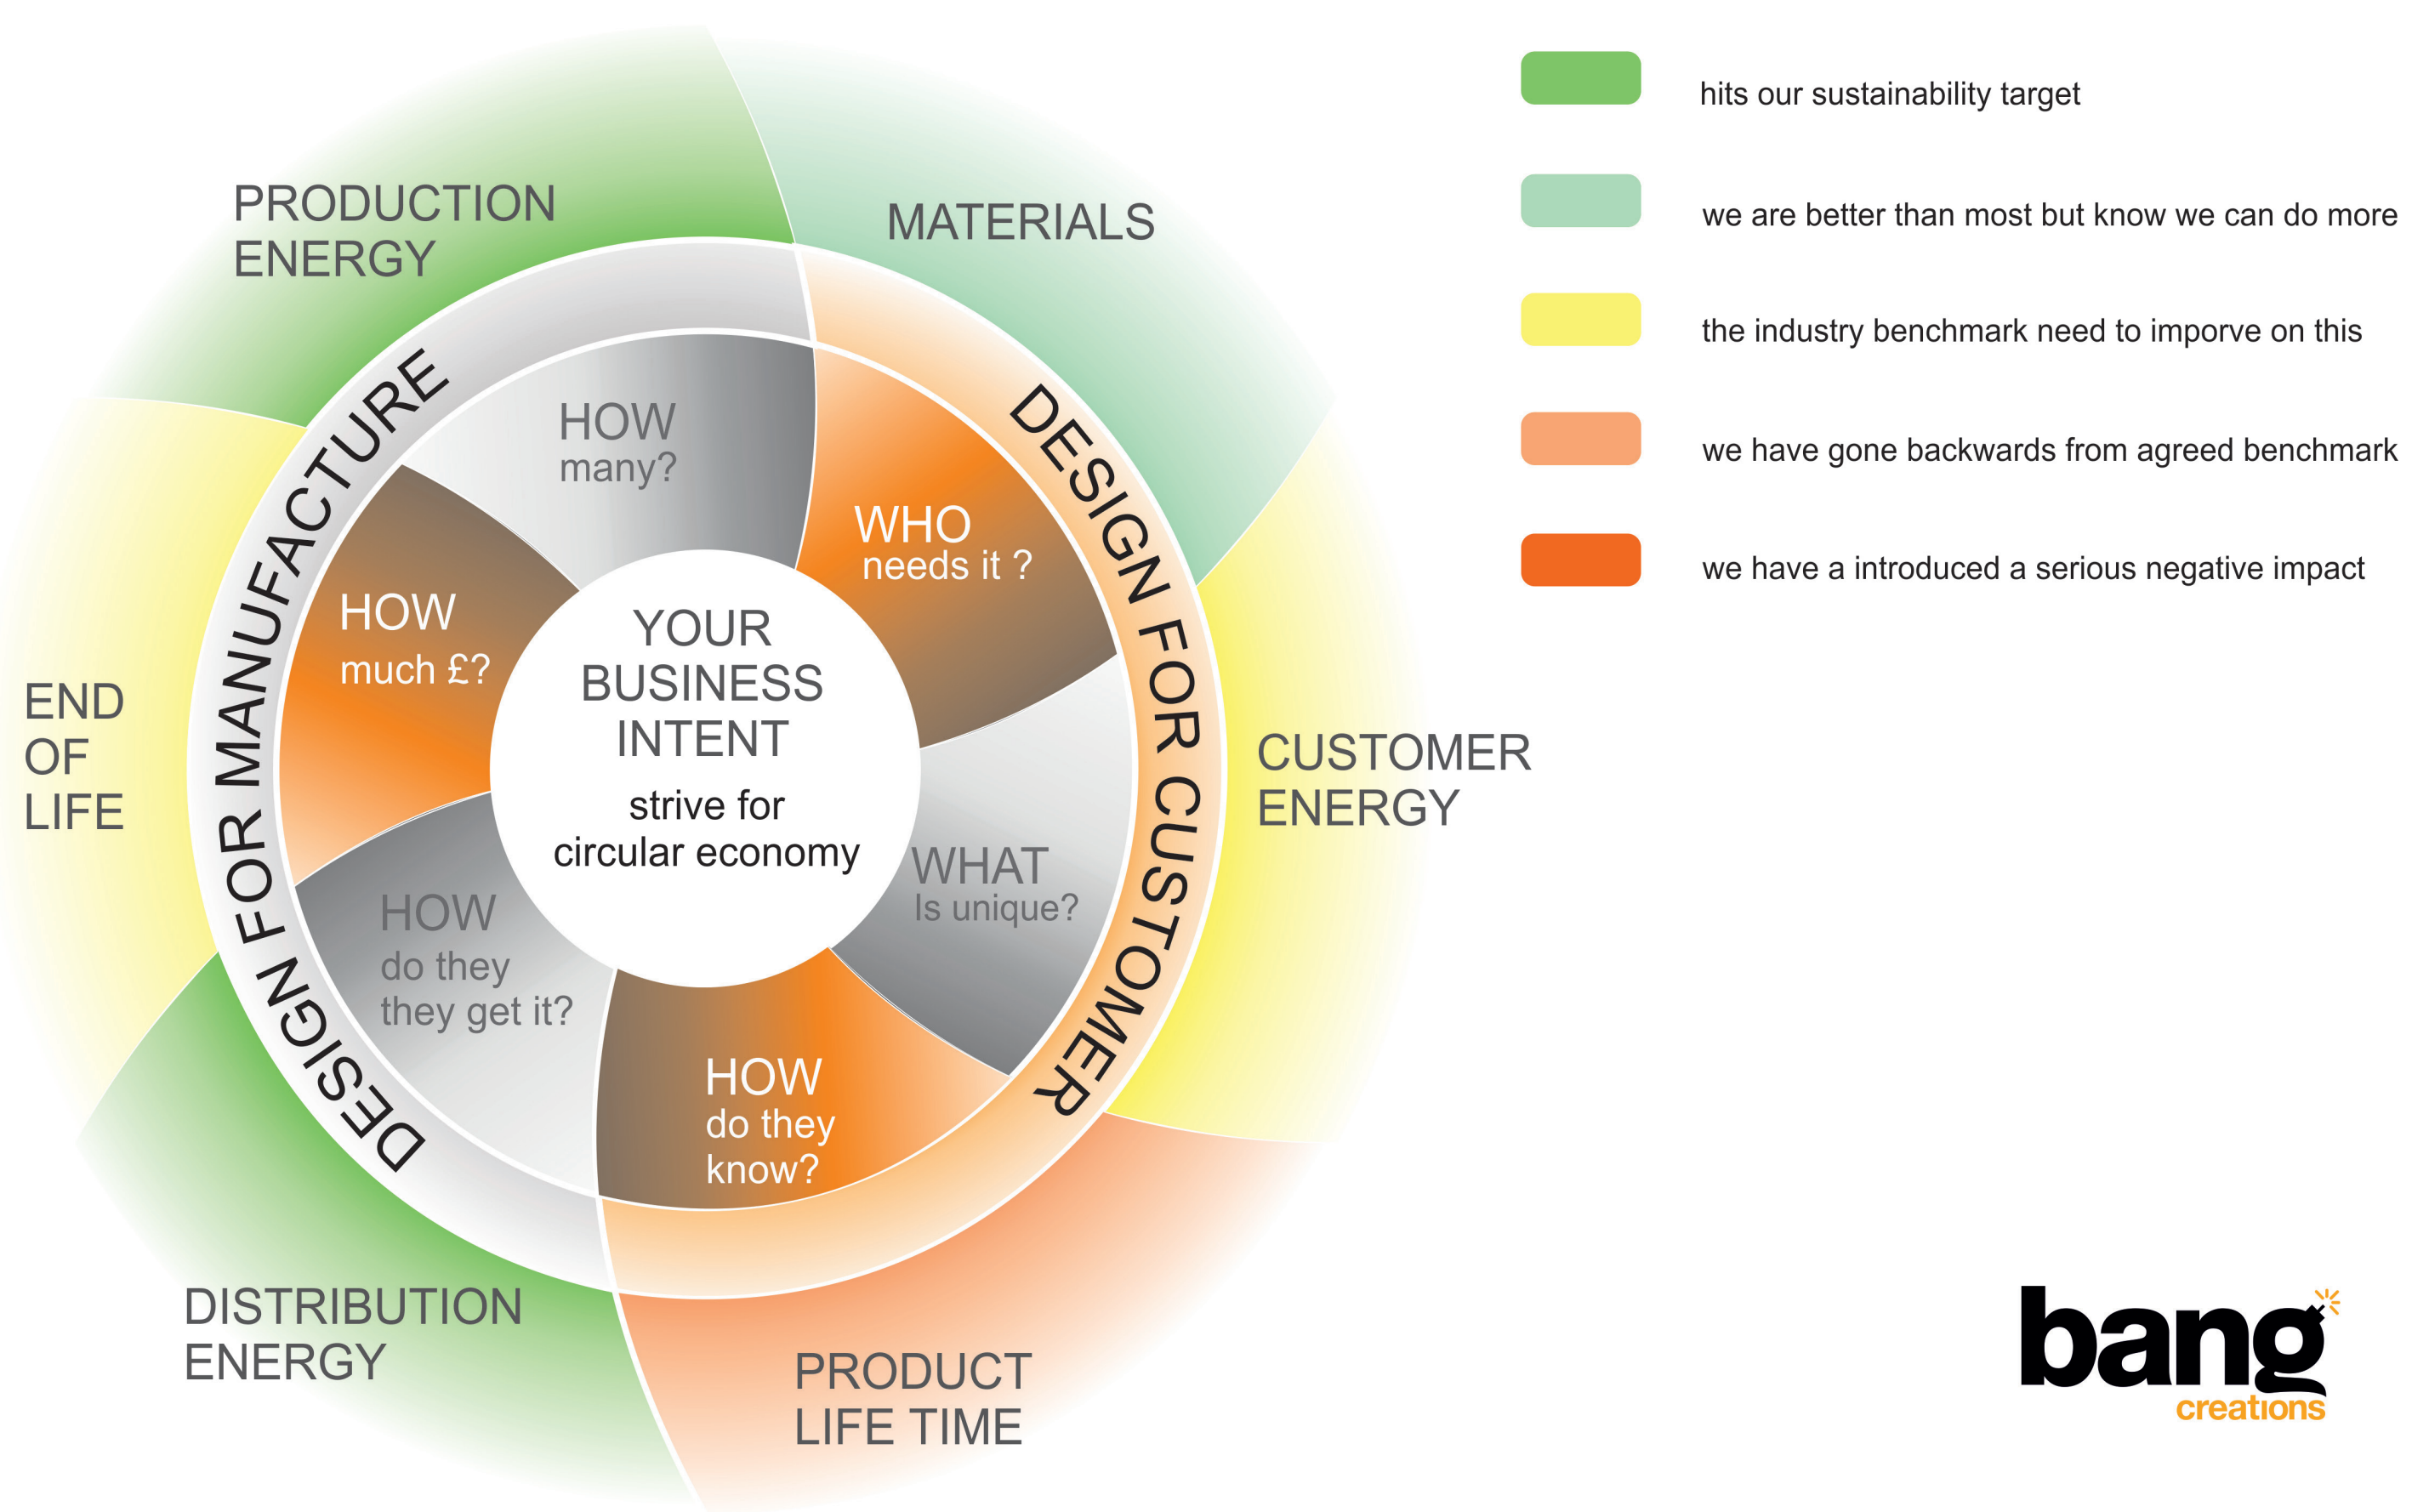 PRODUCTION
ENERGY
MATERIALS
CUSTOMER
ENERGY
PRODUCT
LIFE TIME
DISTRIBUTION
ENERGY
END
OF
LIFE
DESIGN FOR MANUFACTURE
DESIGN FOR CUSTOMER
HOW
many?
WHO
needs it ?
WHAT
Is unique?
HOW
do they
know?
HOW
do they
they get it?
HOW
much £?
YOUR
BUSINESS
INTENT
strive for
circular economy
hits our sustainability target
we are better than most but know we can do more
the industry benchmark need to imporve on this
we have gone backwards from agreed benchmark
we have a introduced a serious negative impact
bang
creations